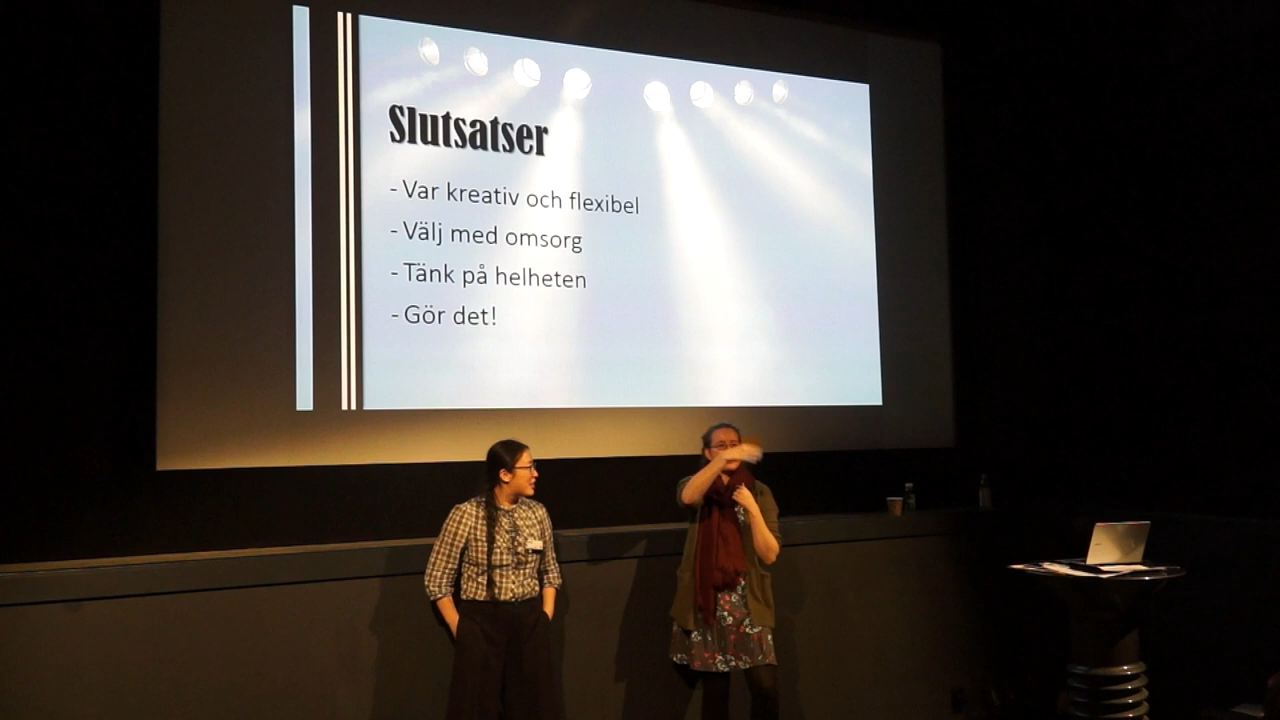 Slutsatser
- Var kreativ och flexibel
- Välj med omsorg
- Tänk på helheten
- Gör det!